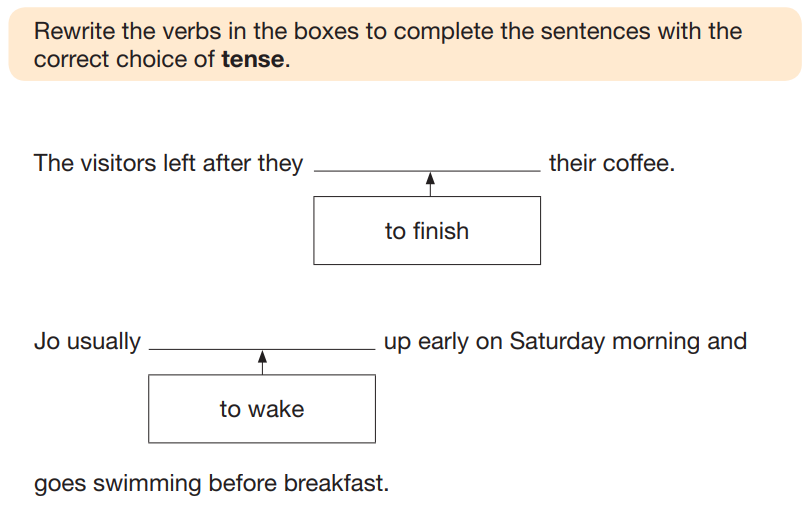 Rewrite the verbs in the boxes to complete the sentences with the
correct choice of tense.
The visitors left after they ____________________ their coffee.
to finish
Jo usually ____________________ up early on Saturday morning and
to wake
goes swimming before breakfast.